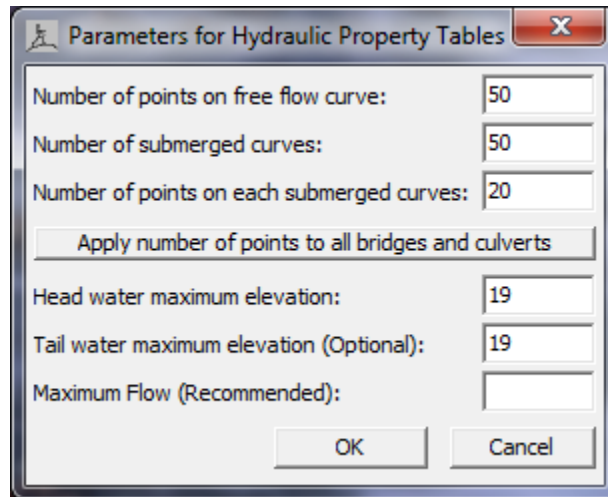 Parameters for Hydraulic Property Tables
Number of points on free flow curve: 50
Number of submerged curves: 50
Number of points on each submerged curves: 20
Apply number of points to all bridges and culverts
Head water maximum elevation: 19
Tail water maximum elevation (Optional): 19
Maximum Flow (Recommended):
OK Cancel